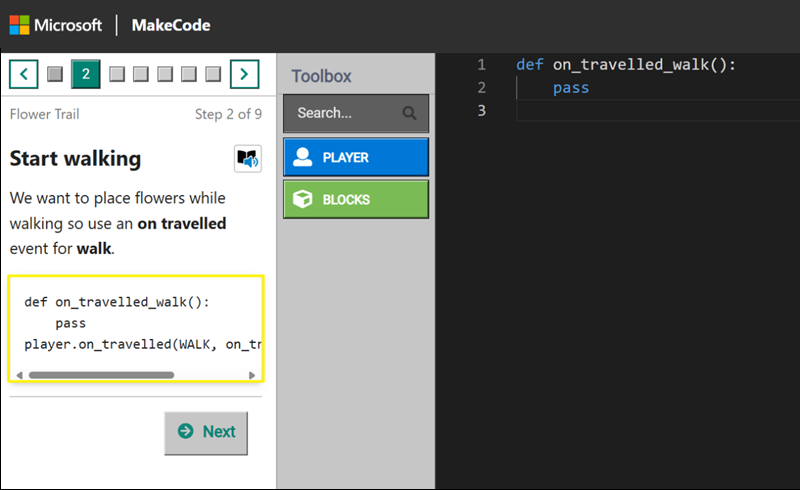 Microsoft | MakeCode
2
Flower Trail Step 2 of 9
Start walking
We want to place flowers while
walking so use an on travelled
event for walk.
def on_travelled_walk():
    pass
player.on_travelled(WALK, on_tr
Next
Toolbox
Search...
PLAYER
BLOCKS
1 def on_travelled_walk():
2     pass
3